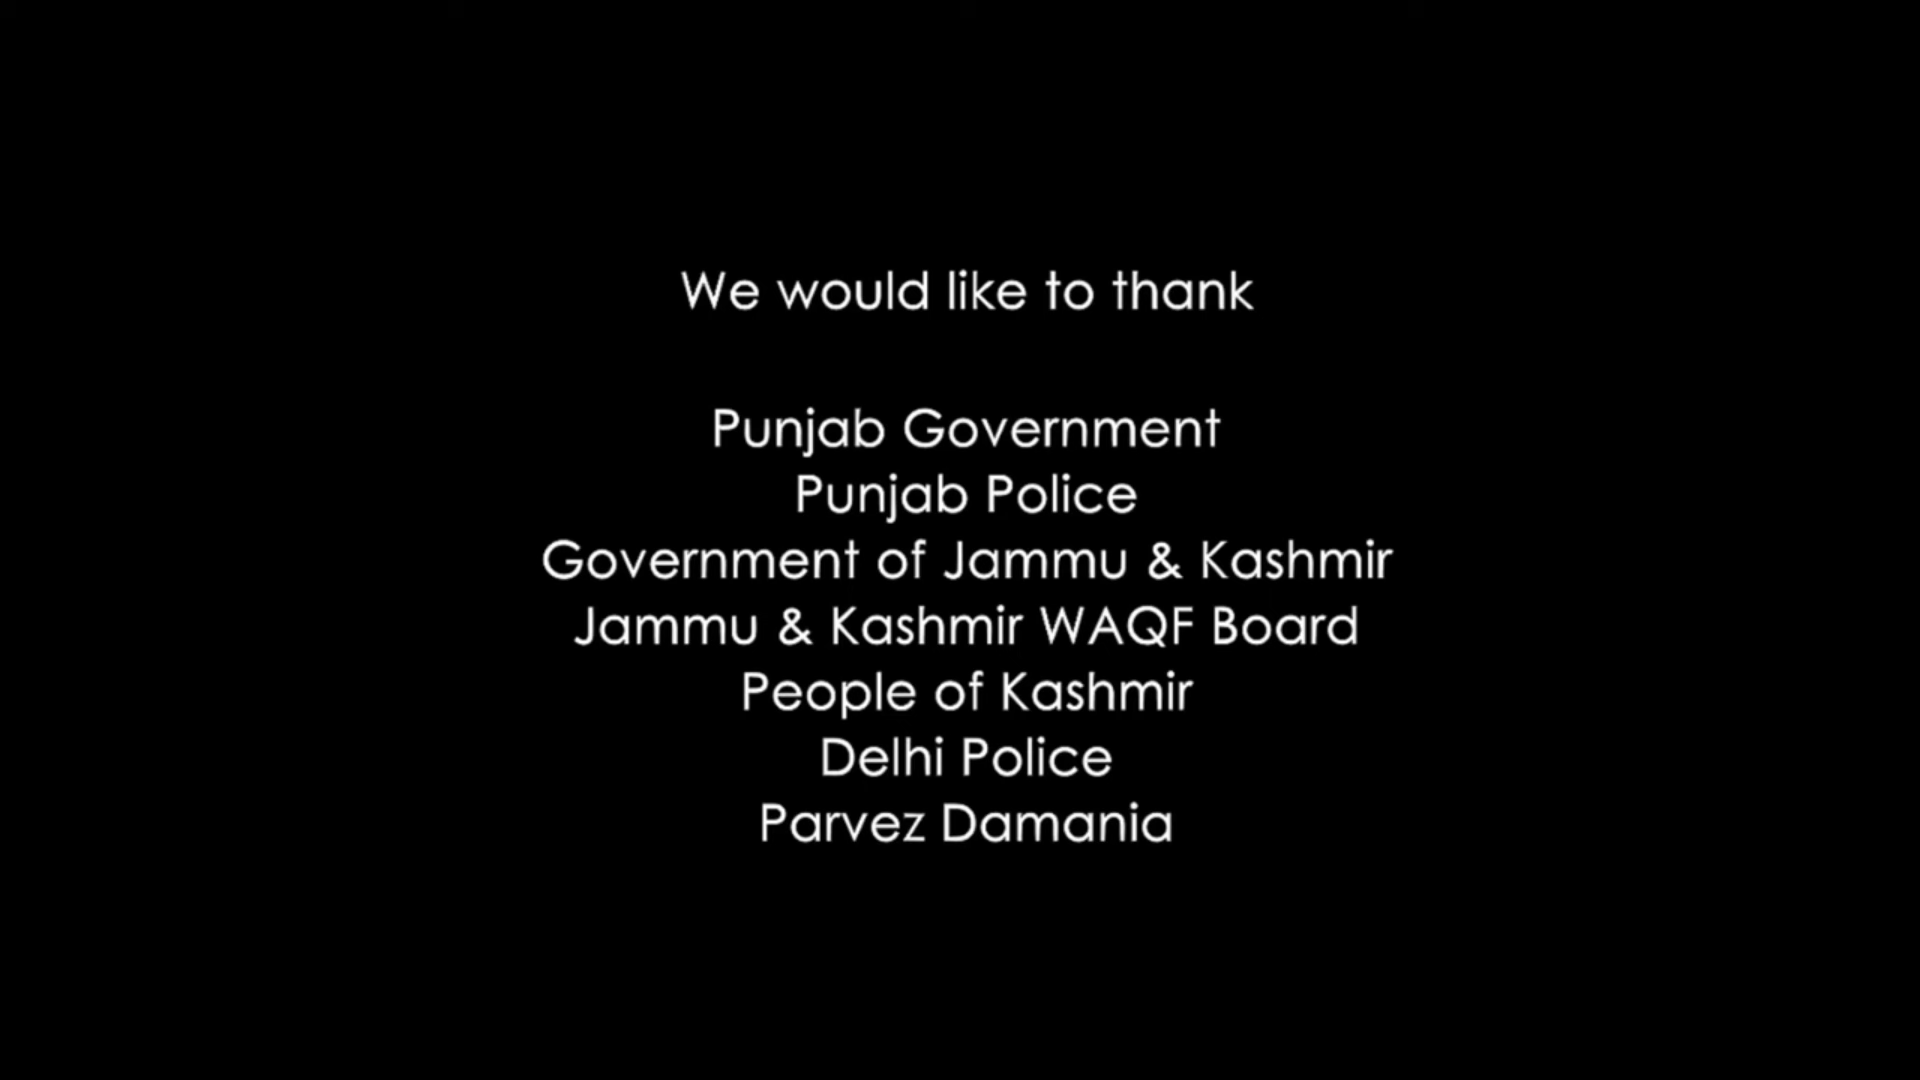 We would like to thank
Punjab Government
Punjab Police
Government of Jammu & Kashmir
Jammu & Kashmir WAQF Board
People of Kashmir
Delhi Police
Parvez Damania